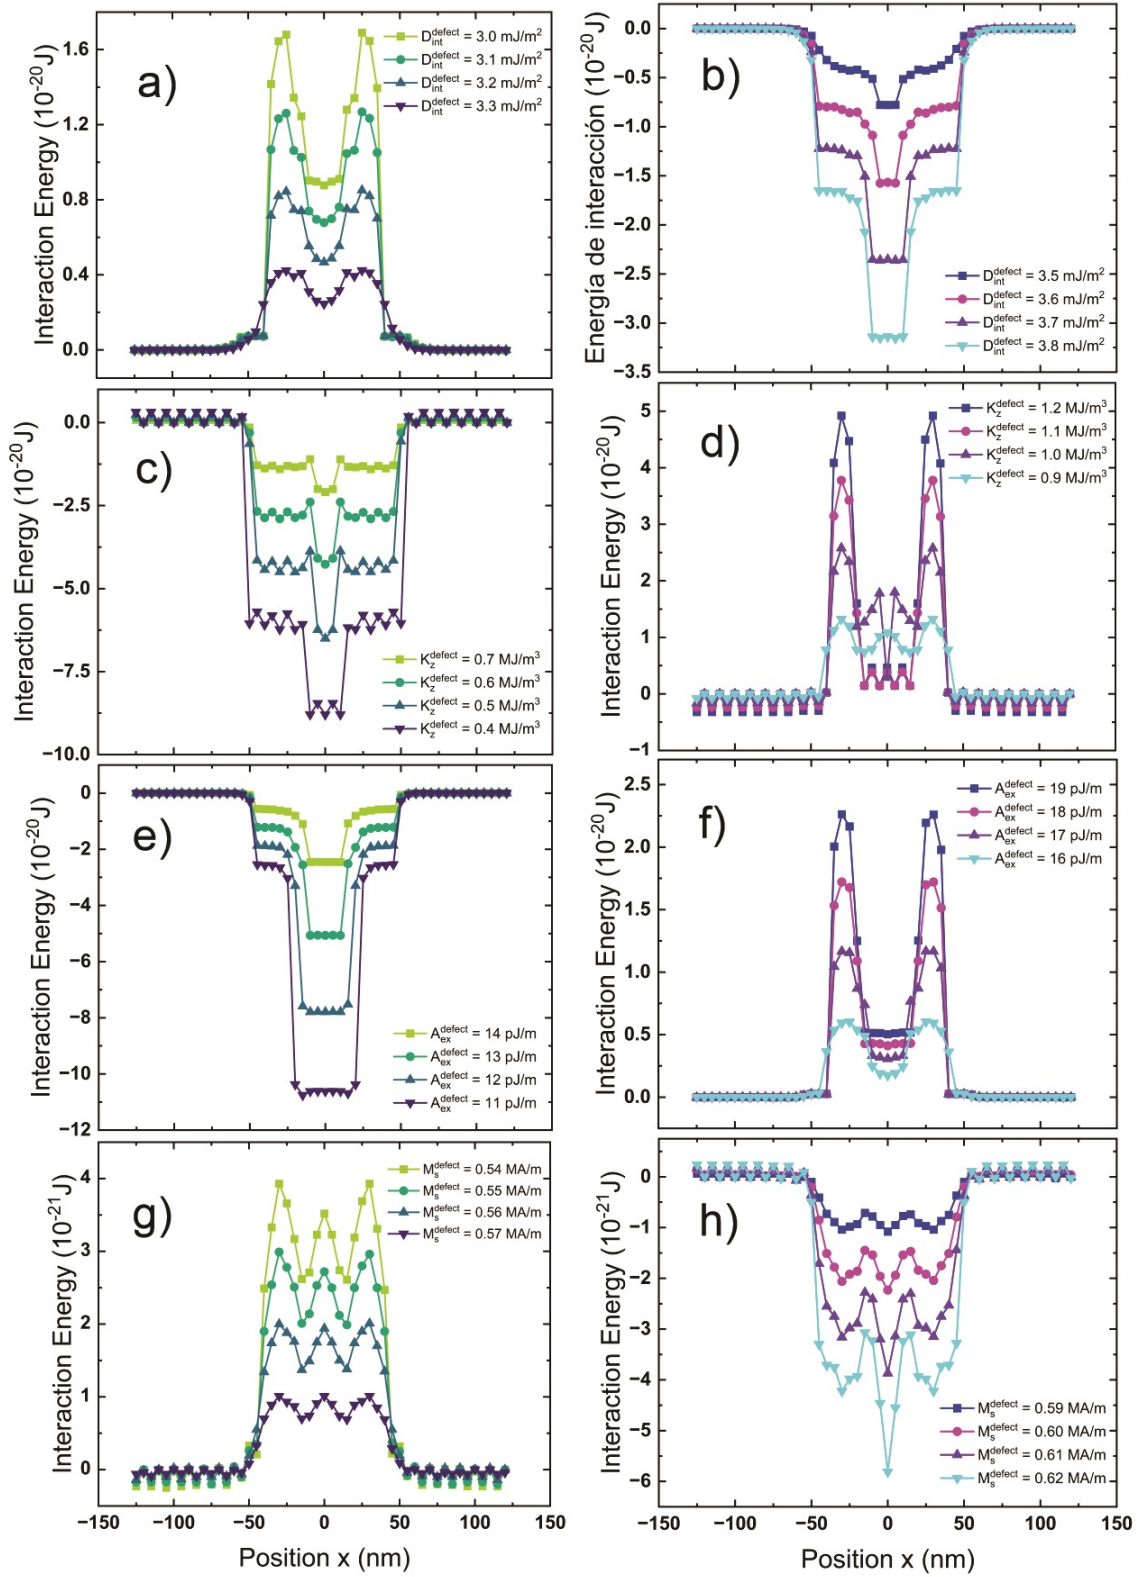 a)
Interaction Energy (10⁻²⁰J)
1.6
1.2
0.8
0.4
0.0
D_int^defect = 3.0 mJ/m²
D_int^defect = 3.1 mJ/m²
D_int^defect = 3.2 mJ/m²
D_int^defect = 3.3 mJ/m²
b)
Energía de interacción (10⁻²⁰J)
0.0
−0.5
−1.0
−1.5
−2.0
−2.5
−3.0
−3.5
D_int^defect = 3.5 mJ/m²
D_int^defect = 3.6 mJ/m²
D_int^defect = 3.7 mJ/m²
D_int^defect = 3.8 mJ/m²
c)
Interaction Energy (10⁻²⁰J)
0.0
−2.5
−5.0
−7.5
−10.0
K_z^defect = 0.7 MJ/m³
K_z^defect = 0.6 MJ/m³
K_z^defect = 0.5 MJ/m³
K_z^defect = 0.4 MJ/m³
d)
Interaction Energy (10⁻²⁰J)
5
4
3
2
1
0
−1
K_z^defect = 1.2 MJ/m³
K_z^defect = 1.1 MJ/m³
K_z^defect = 1.0 MJ/m³
K_z^defect = 0.9 MJ/m³
e)
Interaction Energy (10⁻²⁰J)
0
−2
−4
−6
−8
−10
−12
A_ex^defect = 14 pJ/m
A_ex^defect = 13 pJ/m
A_ex^defect = 12 pJ/m
A_ex^defect = 11 pJ/m
f)
Interaction Energy (10⁻²⁰J)
2.5
2.0
1.5
1.0
0.5
0.0
A_ex^defect = 19 pJ/m
A_ex^defect = 18 pJ/m
A_ex^defect = 17 pJ/m
A_ex^defect = 16 pJ/m
g)
Interaction Energy (10⁻²¹J)
4
3
2
1
0
M_s^defect = 0.54 MA/m
M_s^defect = 0.55 MA/m
M_s^defect = 0.56 MA/m
M_s^defect = 0.57 MA/m
−150 −100 −50 0 50 100 150
Position x (nm)
h)
Interaction Energy (10⁻²¹J)
0
−1
−2
−3
−4
−5
−6
M_s^defect = 0.59 MA/m
M_s^defect = 0.60 MA/m
M_s^defect = 0.61 MA/m
M_s^defect = 0.62 MA/m
−150 −100 −50 0 50 100 150
Position x (nm)